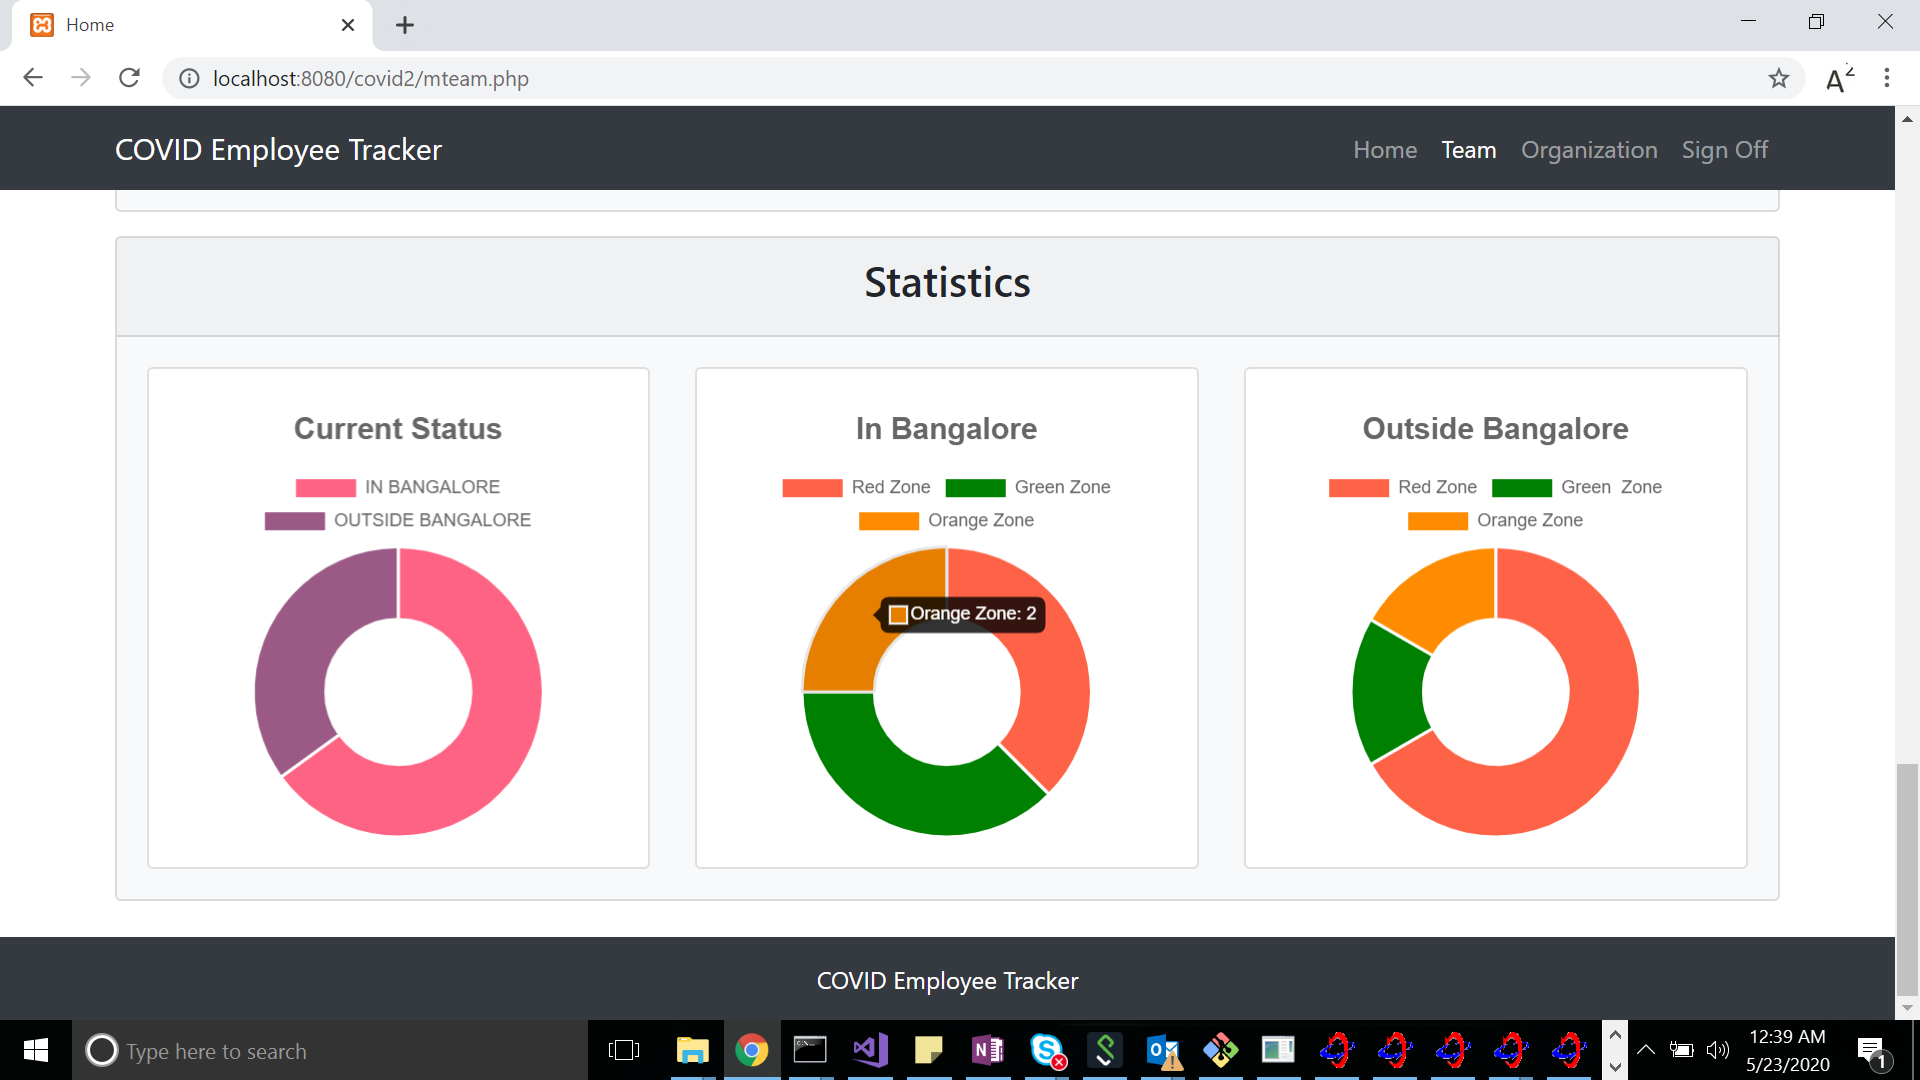 Home
localhost:8080/covid2/mteam.php
A²
COVID Employee Tracker
Home Team Organization Sign Off
Statistics
Current Status
IN BANGALORE
OUTSIDE BANGALORE
In Bangalore
Red Zone Green Zone
Orange Zone
Orange Zone: 2
Outside Bangalore
Red Zone Green  Zone
Orange Zone
COVID Employee Tracker
Type here to search
12:39 AM
5/23/2020
1